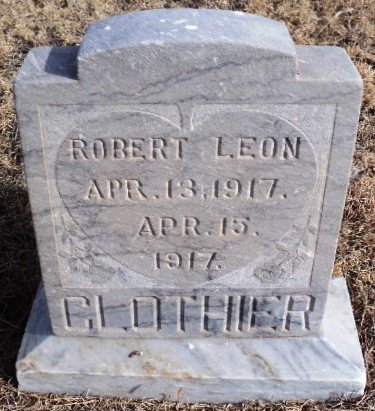 ROBERT LEON
APR. 13, 1917.
APR. 15.
1917.
CLOTHIER